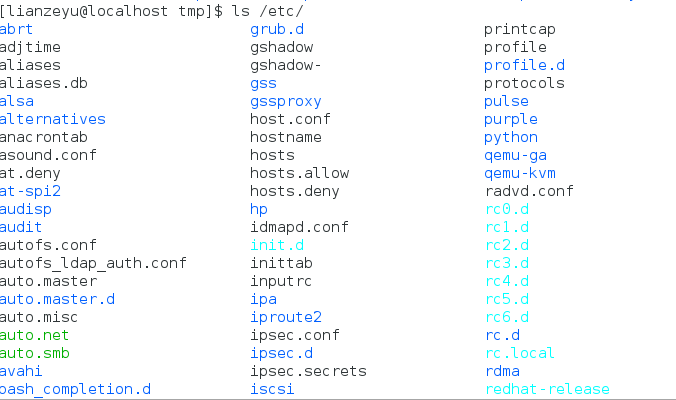 [lianzeyu@localhost tmp]$ ls /etc/
abrt grub.d printcap
adjtime gshadow profile
aliases gshadow- profile.d
aliases.db gss protocols
alsa gssproxy pulse
alternatives host.conf purple
anacrontab hostname python
asound.conf hosts qemu-ga
at.deny hosts.allow qemu-kvm
at-spi2 hosts.deny radvd.conf
audisp hp rc0.d
audit idmapd.conf rc1.d
autofs.conf init.d rc2.d
autofs_ldap_auth.conf inittab rc3.d
auto.master inputrc rc4.d
auto.master.d ipa rc5.d
auto.misc iproute2 rc6.d
auto.net ipsec.conf rc.d
auto.smb ipsec.d rc.local
avahi ipsec.secrets rdma
bash_completion.d iscsi redhat-release